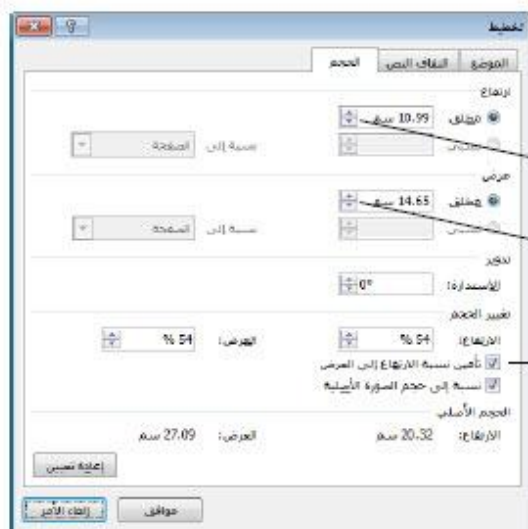 تخطيط
الموضع التفاف النص الحجم
ارتفاع
مطلق 10.99 سم
نسبة إلى الصفحة
عرض
مطلق 14.65 سم
نسبة إلى الصفحة
تدوير
الاستدارة: 0°
تغيير الحجم
الارتفاع: 54 % العرض: 54 %
تأمين نسبة الارتفاع إلى العرض
نسبة إلى حجم الصورة الأصلية
الحجم الأصلي
الارتفاع: 20.32 سم العرض: 27.09 سم
إعادة تعيين
موافق إلغاء الأمر